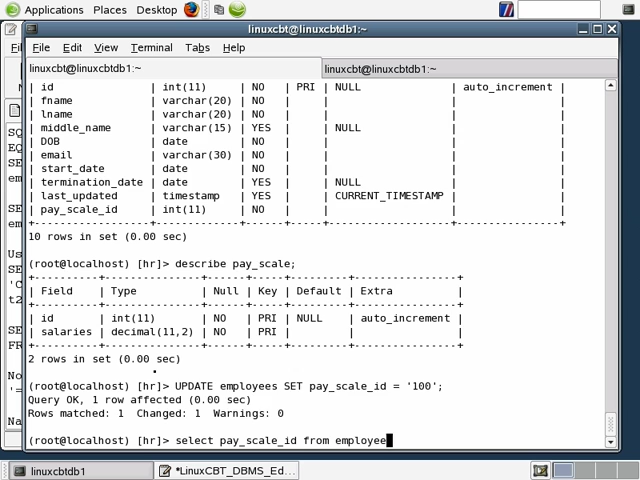 Applications Places Desktop
linuxcbt@linuxcbtdb1:~
File Edit View Terminal Tabs Help
linuxcbt@linuxcbtdb1:~ linuxcbt@linuxcbtdb1:~
| id | int(11) | NO | PRI | NULL | auto_increment |
| fname | varchar(20) | NO | | | |
| lname | varchar(20) | NO | | | |
| middle_name | varchar(15) | YES | | NULL | |
| DOB | date | NO | | | |
| email | varchar(30) | NO | | | |
| start_date | date | NO | | | |
| termination_date | date | YES | | NULL | |
| last_updated | timestamp | YES | | CURRENT_TIMESTAMP | |
| pay_scale_id | int(11) | NO | | | |
+------------------+-------------+------+-----+-------------------+----------------+
10 rows in set (0.00 sec)
(root@localhost) [hr]> describe pay_scale;
+----------+---------------+------+-----+---------+----------------+
| Field | Type | Null | Key | Default | Extra |
+----------+---------------+------+-----+---------+----------------+
| id | int(11) | NO | PRI | NULL | auto_increment |
| salaries | decimal(11,2) | NO | PRI | | |
+----------+---------------+------+-----+---------+----------------+
2 rows in set (0.00 sec)
(root@localhost) [hr]> UPDATE employees SET pay_scale_id = '100';
Query OK, 1 row affected (0.00 sec)
Rows matched: 1 Changed: 1 Warnings: 0
(root@localhost) [hr]> select pay_scale_id from employee
linuxcbtdb1 *LinuxCBT_DBMS_Ed...